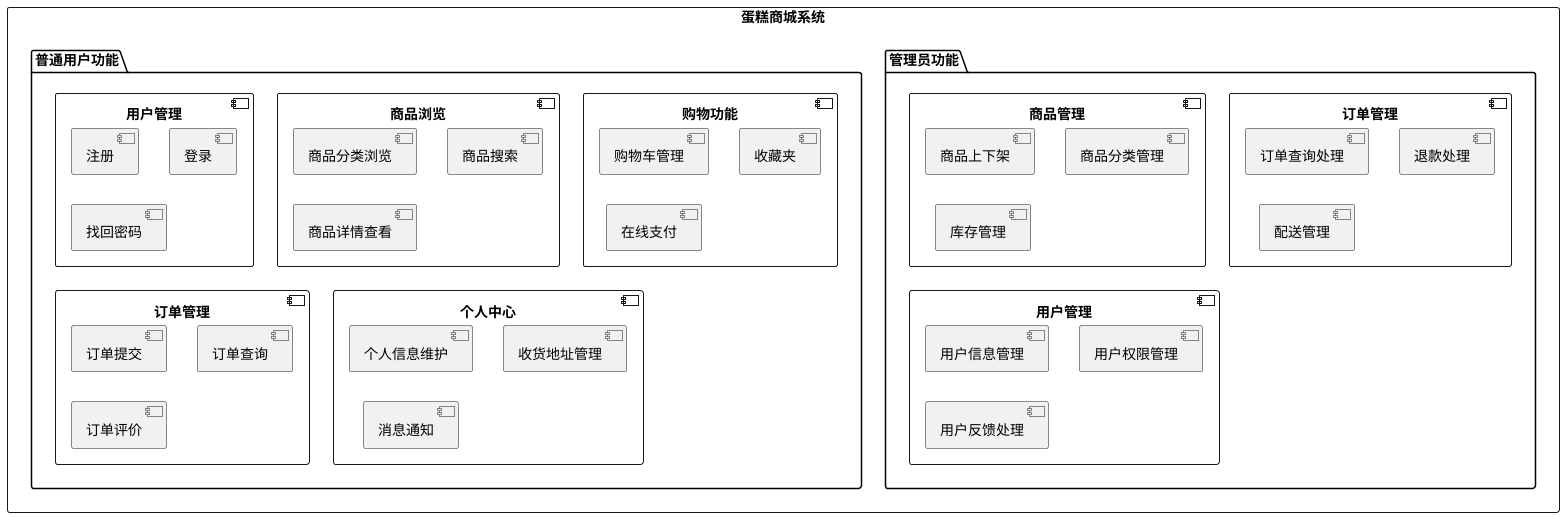 蛋糕商城系统
普通用户功能
用户管理
注册
登录
找回密码
商品浏览
商品分类浏览
商品搜索
商品详情查看
购物功能
购物车管理
收藏夹
在线支付
订单管理
订单提交
订单查询
订单评价
个人中心
个人信息维护
收货地址管理
消息通知
管理员功能
商品管理
商品上下架
商品分类管理
库存管理
订单管理
订单查询处理
退款处理
配送管理
用户管理
用户信息管理
用户权限管理
用户反馈处理